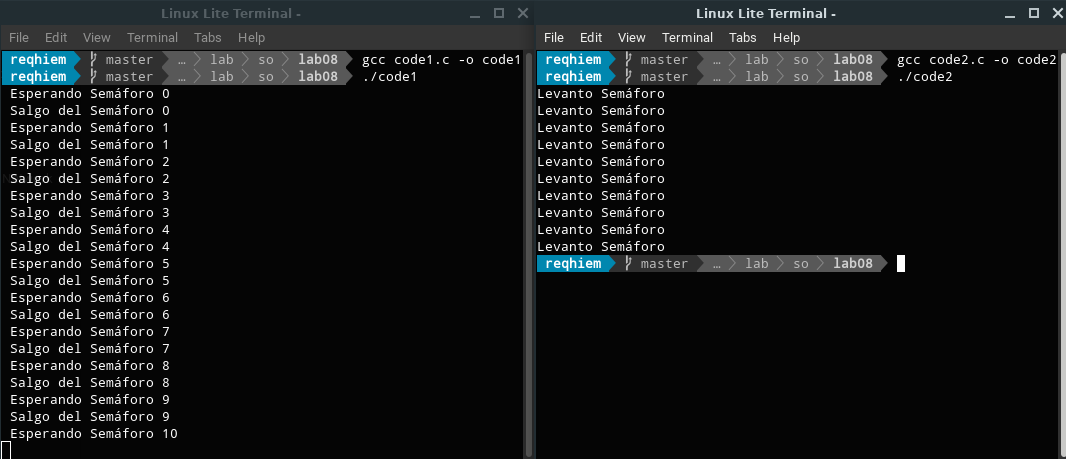 Linux Lite Terminal -
File Edit View Terminal Tabs Help
reqhiem master … lab so lab08 gcc code1.c -o code1
reqhiem master … lab so lab08 ./code1
Esperando Semáforo 0
Salgo del Semáforo 0
Esperando Semáforo 1
Salgo del Semáforo 1
Esperando Semáforo 2
Salgo del Semáforo 2
Esperando Semáforo 3
Salgo del Semáforo 3
Esperando Semáforo 4
Salgo del Semáforo 4
Esperando Semáforo 5
Salgo del Semáforo 5
Esperando Semáforo 6
Salgo del Semáforo 6
Esperando Semáforo 7
Salgo del Semáforo 7
Esperando Semáforo 8
Salgo del Semáforo 8
Esperando Semáforo 9
Salgo del Semáforo 9
Esperando Semáforo 10
Linux Lite Terminal -
File Edit View Terminal Tabs Help
reqhiem master … lab so lab08 gcc code2.c -o code2
reqhiem master … lab so lab08 ./code2
Levanto Semáforo
Levanto Semáforo
Levanto Semáforo
Levanto Semáforo
Levanto Semáforo
Levanto Semáforo
Levanto Semáforo
Levanto Semáforo
Levanto Semáforo
Levanto Semáforo
reqhiem master … lab so lab08